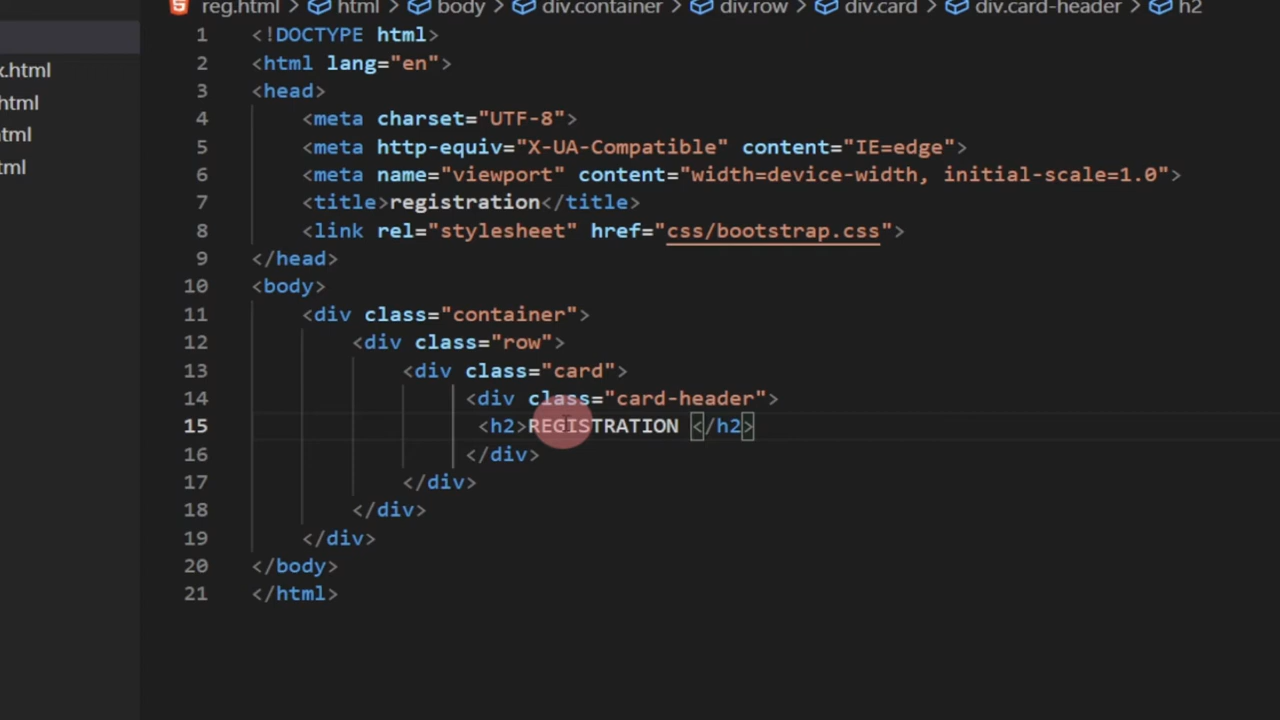 reg.html > html > body > div.container > div.row > div.card > div.card-header > h2
x.html
html
tml
ml
1 <!DOCTYPE html>
2 <html lang="en">
3 <head>
4 <meta charset="UTF-8">
5 <meta http-equiv="X-UA-Compatible" content="IE=edge">
6 <meta name="viewport" content="width=device-width, initial-scale=1.0">
7 <title>registration</title>
8 <link rel="stylesheet" href="css/bootstrap.css">
9 </head>
10 <body>
11 <div class="container">
12 <div class="row">
13 <div class="card">
14 <div class="card-header">
15 <h2>REGISTRATION </h2>
16 </div>
17 </div>
18 </div>
19 </div>
20 </body>
21 </html>